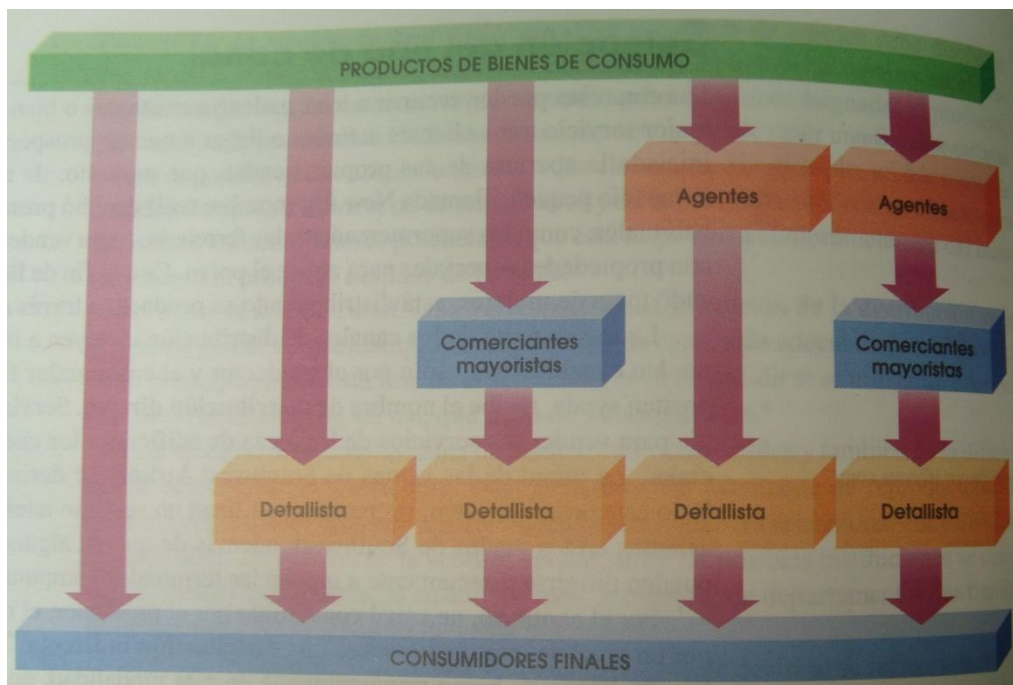 PRODUCTOS DE BIENES DE CONSUMO
Agentes
Agentes
Comerciantes
mayoristas
Comerciantes
mayoristas
Detallista
Detallista
Detallista
Detallista
CONSUMIDORES FINALES